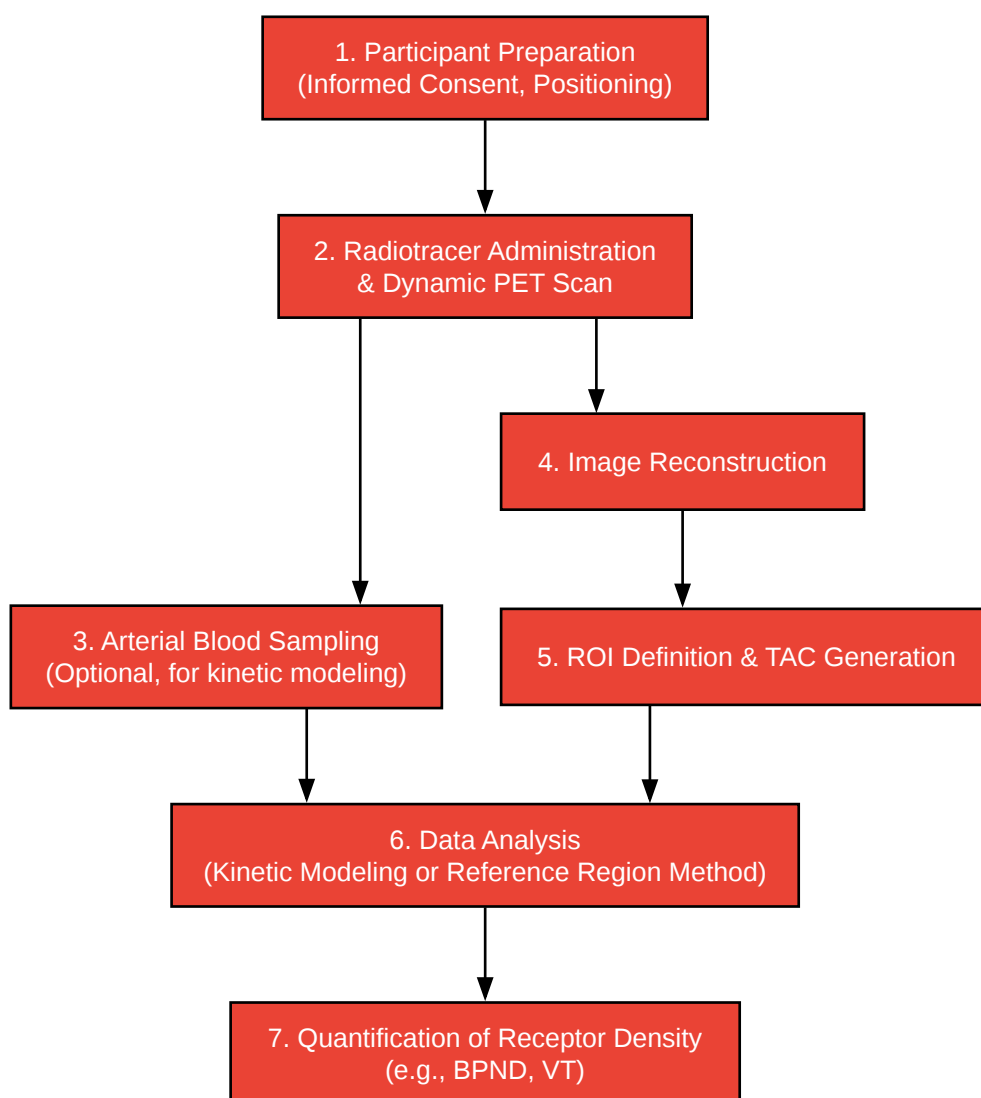 1. Participant Preparation
(Informed Consent, Positioning)
2. Radiotracer Administration
& Dynamic PET Scan
4. Image Reconstruction
3. Arterial Blood Sampling
(Optional, for kinetic modeling)
5. ROI Definition & TAC Generation
6. Data Analysis
(Kinetic Modeling or Reference Region Method)
7. Quantification of Receptor Density
(e.g., BPND, VT)